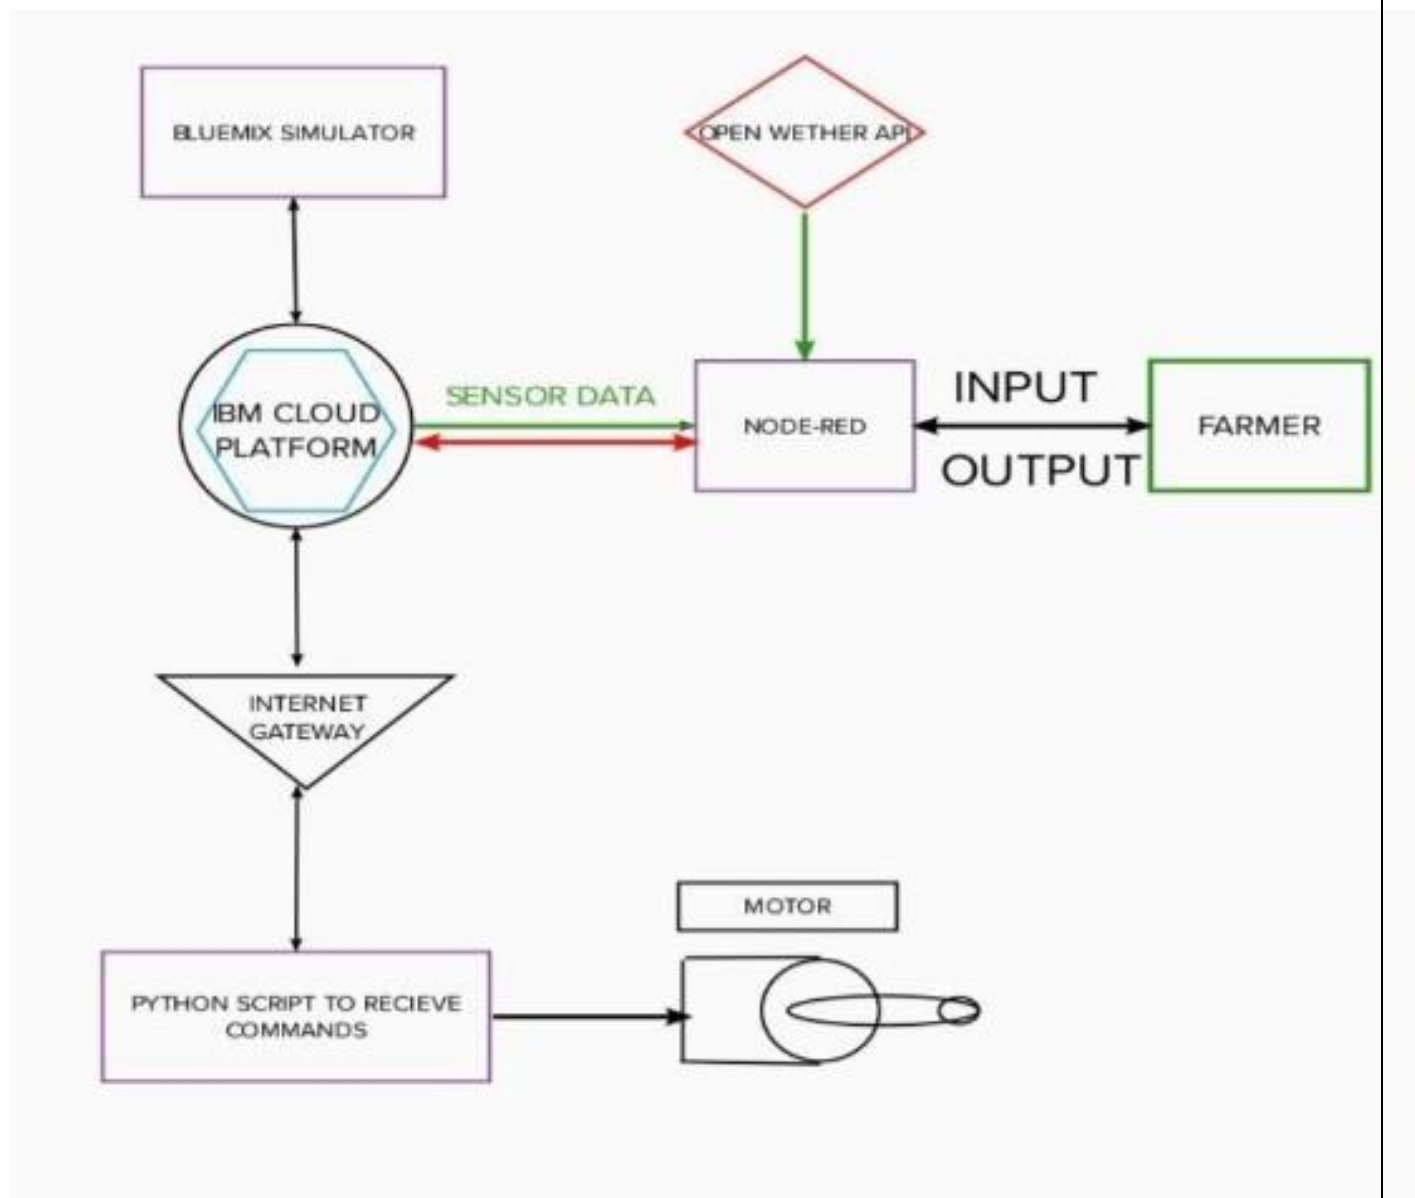 BLUEMIX SIMULATOR
OPEN WETHER API
IBM CLOUD
PLATFORM
SENSOR DATA
NODE-RED
INPUT
OUTPUT
FARMER
INTERNET
GATEWAY
MOTOR
PYTHON SCRIPT TO RECIEVE
COMMANDS